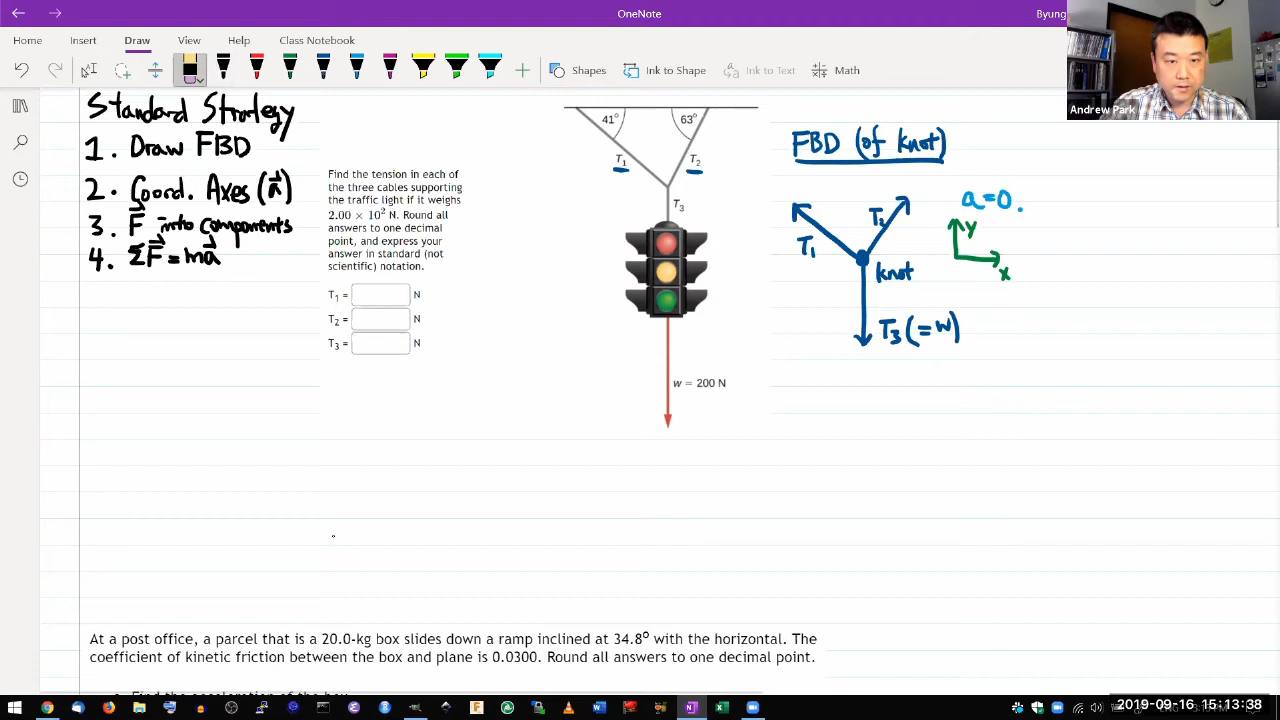 OneNote
Byung
Home Insert Draw View Help Class Notebook
Shapes Ink to Shape Ink to Text Math
Andrew Park
Standard Strategy
1. Draw FBD
2. Coord. Axes (a⃗)
3. F⃗ into components
4. ΣF⃗ = ma⃗
Find the tension in each of
the three cables supporting
the traffic light if it weighs
2.00 × 10² N. Round all
answers to one decimal
point, and express your
answer in standard (not
scientific) notation.
T₁ = N
T₂ = N
T₃ = N
41° 63°
T₁ T₂
T₃
w = 200 N
FBD (of knot)
a=0.
T₁ T₂
knot
y
x
T₃ (=w)
At a post office, a parcel that is a 20.0-kg box slides down a ramp inclined at 34.8° with the horizontal. The
coefficient of kinetic friction between the box and plane is 0.0300. Round all answers to one decimal point.
a. Find the acceleration of the box
2019-09-16 15:13:38